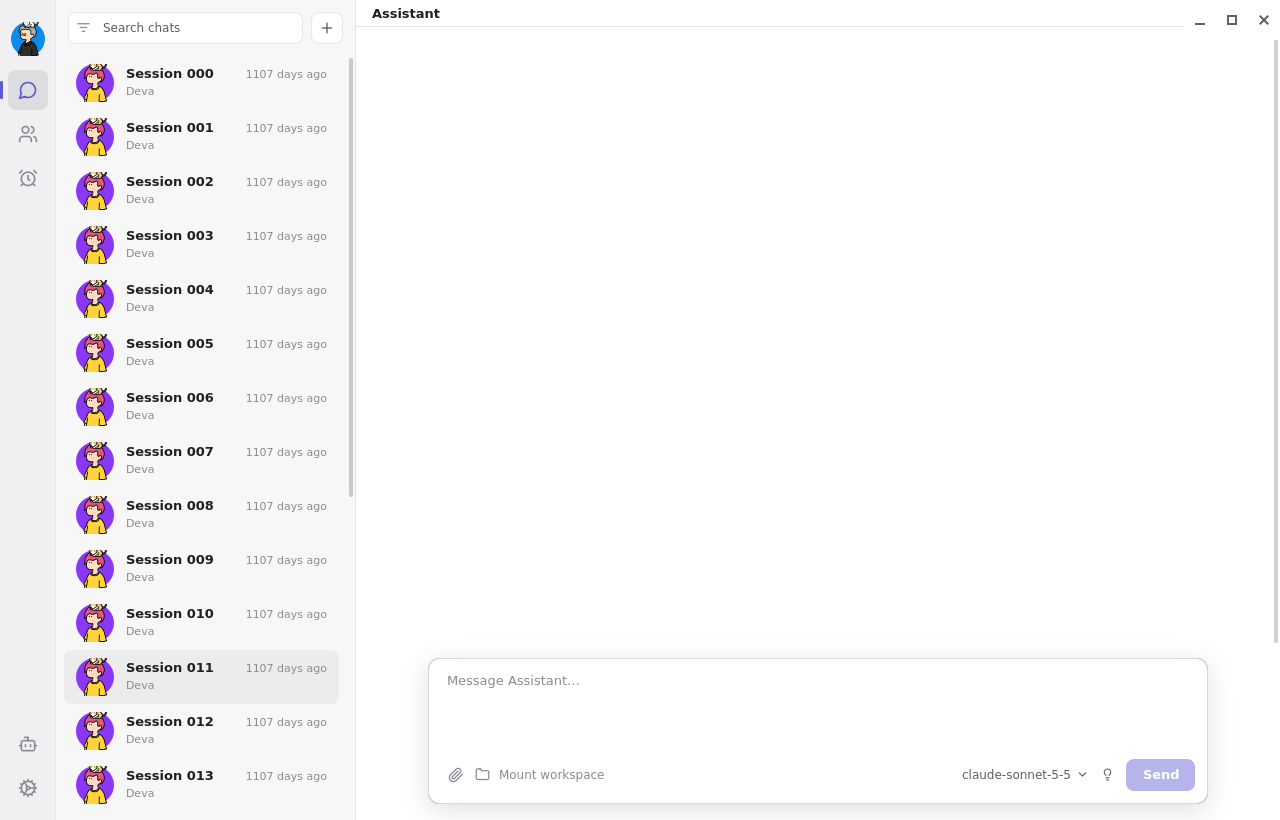 Assistant
Search chats
Session 000 1107 days ago
Deva
Session 001 1107 days ago
Deva
Session 002 1107 days ago
Deva
Session 003 1107 days ago
Deva
Session 004 1107 days ago
Deva
Session 005 1107 days ago
Deva
Session 006 1107 days ago
Deva
Session 007 1107 days ago
Deva
Session 008 1107 days ago
Deva
Session 009 1107 days ago
Deva
Session 010 1107 days ago
Deva
Session 011 1107 days ago
Deva
Session 012 1107 days ago
Deva
Session 013 1107 days ago
Deva
Message Assistant...
Mount workspace claude-sonnet-5-5 Send